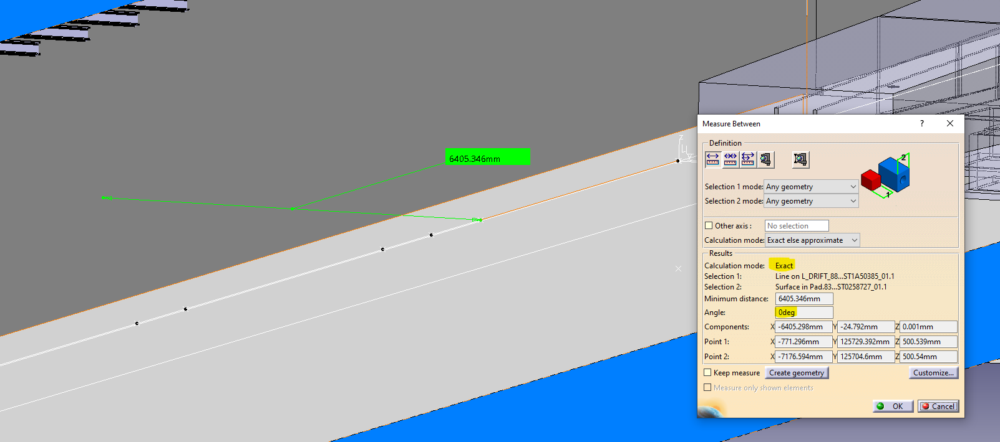 6405.346mm
Z
Measure Between
?
Definition
Selection 1 mode: Any geometry
Selection 2 mode: Any geometry
2
1
Other axis : No selection
Calculation mode: Exact else approximate
Results
Calculation mode: Exact
Selection 1: Line on L_DRIFT_88...ST1A50385_01.1
Selection 2: Surface in Pad.83...ST0258727_01.1
Minimum distance: 6405.346mm
Angle: 0deg
Components: X -6405.298mm Y -24.792mm Z 0.001mm
Point 1: X -771.296mm Y 125729.392mm Z 500.539mm
Point 2: X -7176.594mm Y 125704.6mm Z 500.54mm
Keep measure Create geometry Customize...
Measure only shown elements
OK Cancel